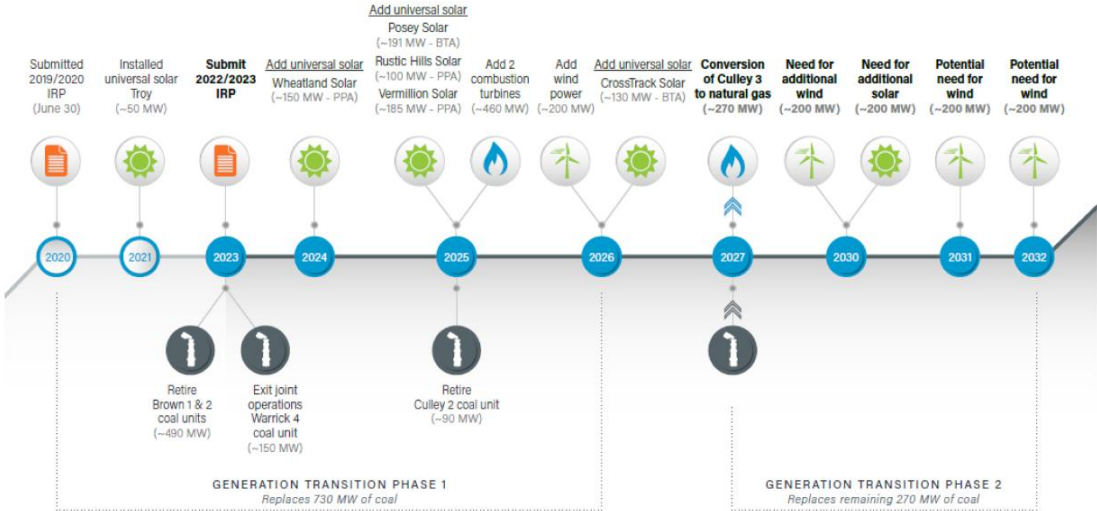 Submitted
2019/2020
IRP
(June 30)
Installed
universal solar
Troy
(~50 MW)
Submit
2022/2023
IRP
Add universal solar
Wheatland Solar
(~150 MW - PPA)
Add universal solar
Posey Solar
(~191 MW - BTA)
Rustic Hills Solar
(~100 MW - PPA)
Vermillion Solar
(~185 MW - PPA)
Add 2
combustion
turbines
(~460 MW)
Add
wind
power
(~200 MW)
Add universal solar
CrossTrack Solar
(~130 MW - BTA)
Conversion
of Culley 3
to natural gas
(~270 MW)
Need for
additional
wind
(~200 MW)
Need for
additional
solar
(~200 MW)
Potential
need for
wind
(~200 MW)
Potential
need for
wind
(~200 MW)
2020
2021
2023
2024
2025
2026
2027
2030
2031
2032
Retire
Brown 1 & 2
coal units
(~490 MW)
Exit joint
operations
Warrick 4
coal unit
(~150 MW)
Retire
Culley 2 coal unit
(~90 MW)
GENERATION TRANSITION PHASE 1
Replaces 730 MW of coal
GENERATION TRANSITION PHASE 2
Replaces remaining 270 MW of coal